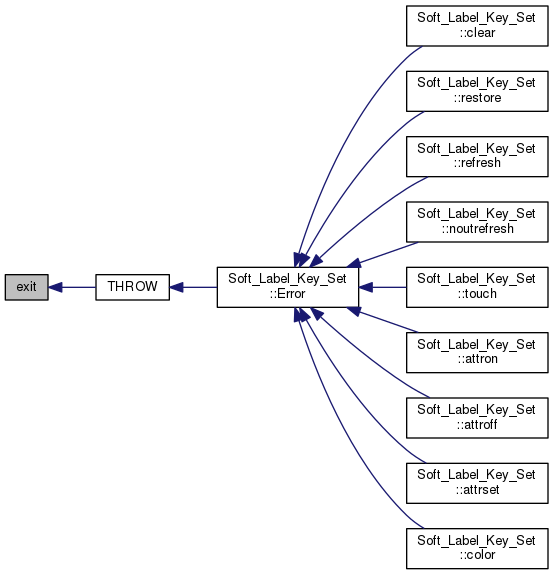 exit
THROW
Soft_Label_Key_Set
::Error
Soft_Label_Key_Set
::clear
Soft_Label_Key_Set
::restore
Soft_Label_Key_Set
::refresh
Soft_Label_Key_Set
::noutrefresh
Soft_Label_Key_Set
::touch
Soft_Label_Key_Set
::attron
Soft_Label_Key_Set
::attroff
Soft_Label_Key_Set
::attrset
Soft_Label_Key_Set
::color